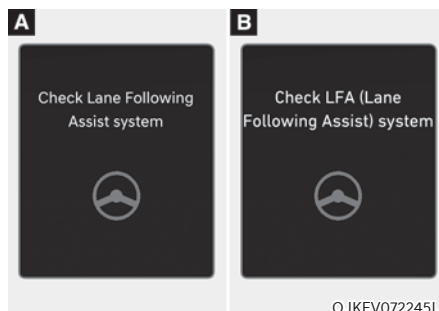 A
Check Lane Following
Assist system
B
Check LFA (Lane
Following Assist) system
OJKEV072245L